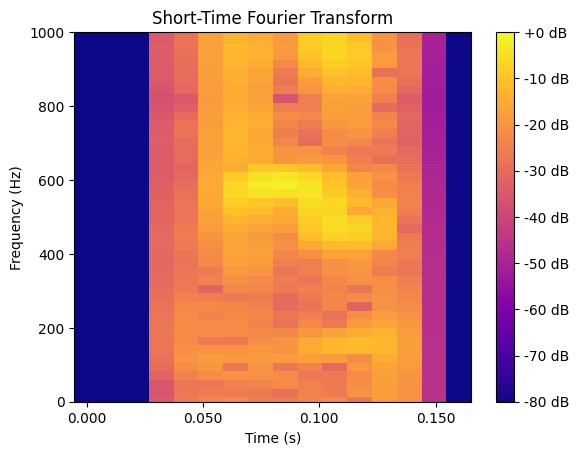 Short-Time Fourier Transform
1000
800
600
400
200
0
Frequency (Hz)
0.000
0.050
0.100
0.150
Time (s)
+0 dB
-10 dB
-20 dB
-30 dB
-40 dB
-50 dB
-60 dB
-70 dB
-80 dB